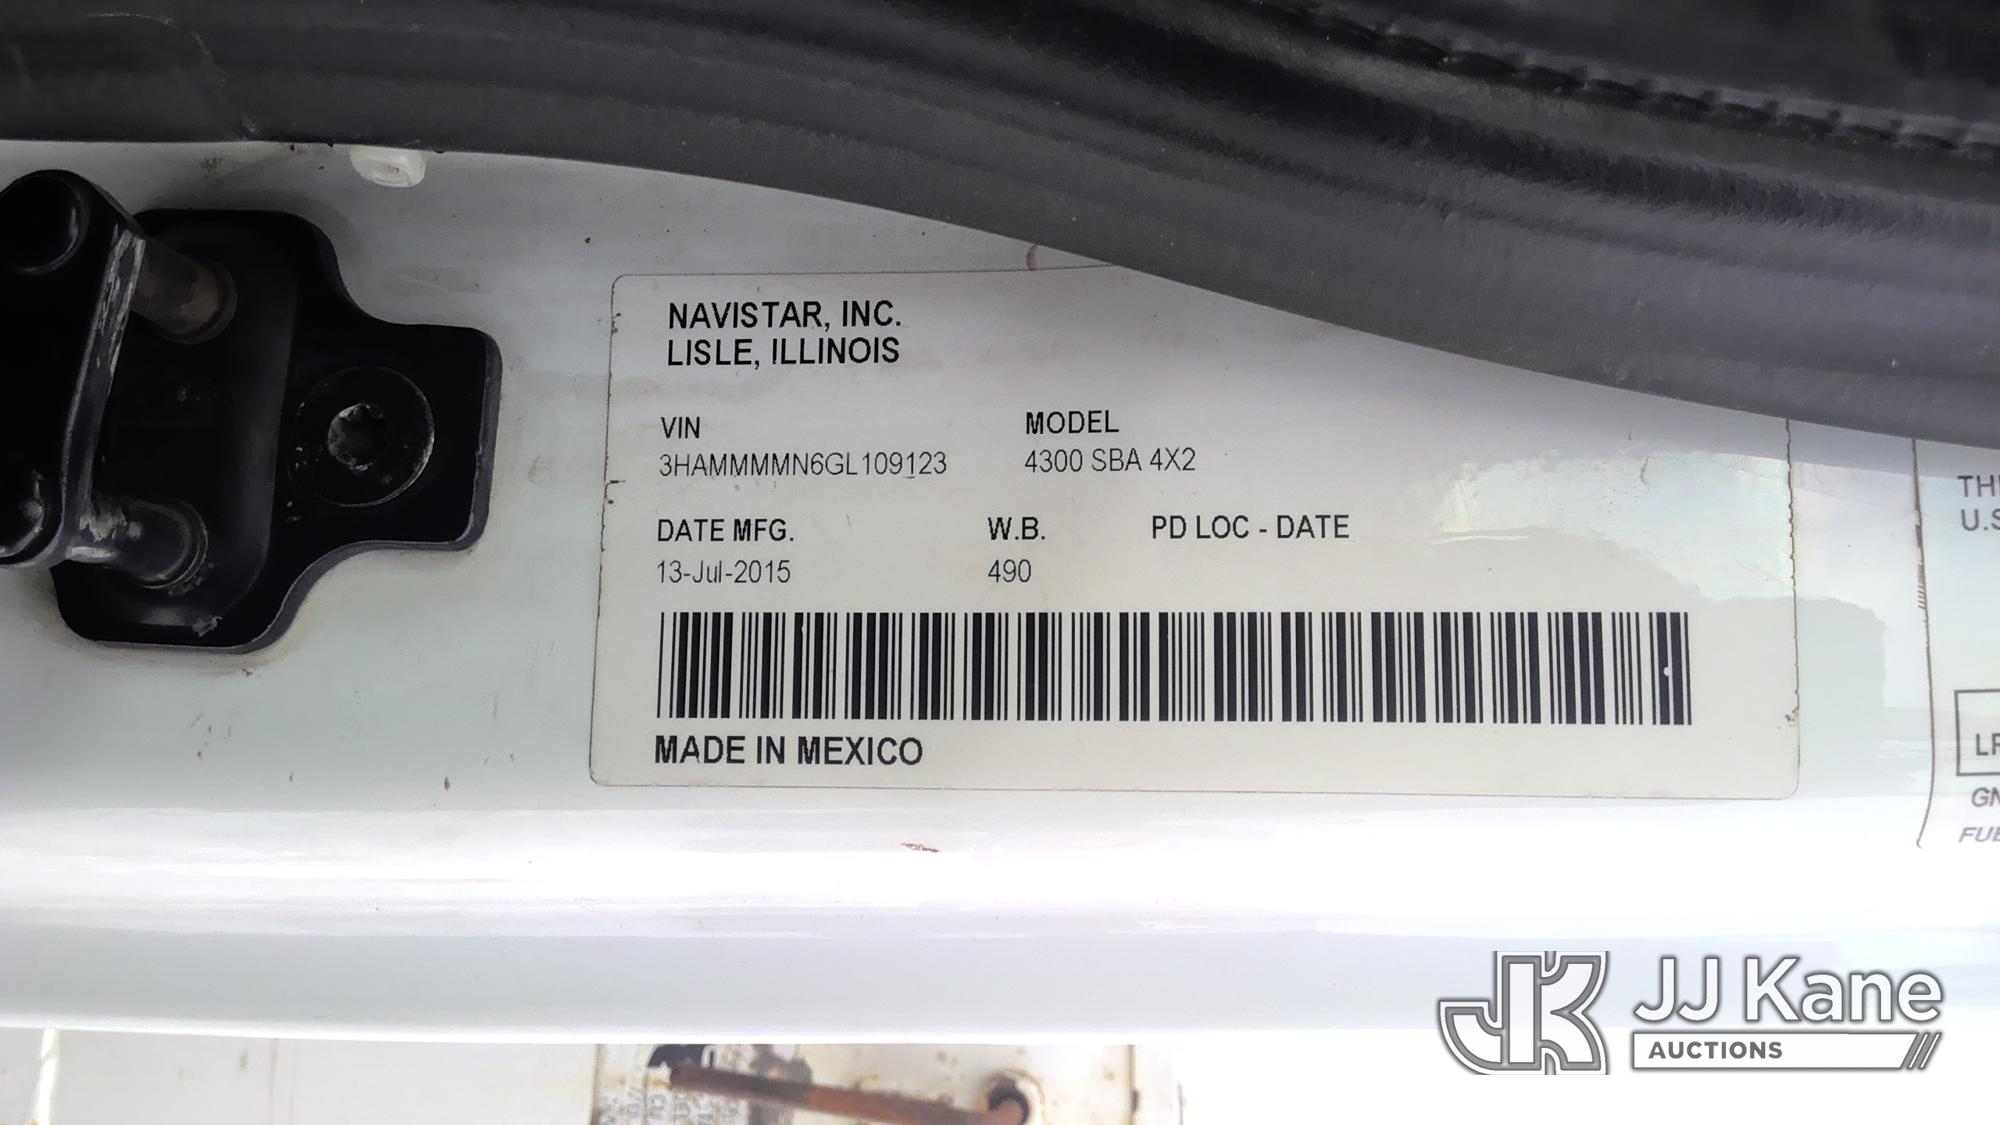 NAVISTAR, INC.
LISLE, ILLINOIS
VIN MODEL
3HAMMMMN6GL109123 4300 SBA 4X2
DATE MFG. W.B. PD LOC - DATE
13-Jul-2015 490
MADE IN MEXICO
U.S
JJ Kane
AUCTIONS